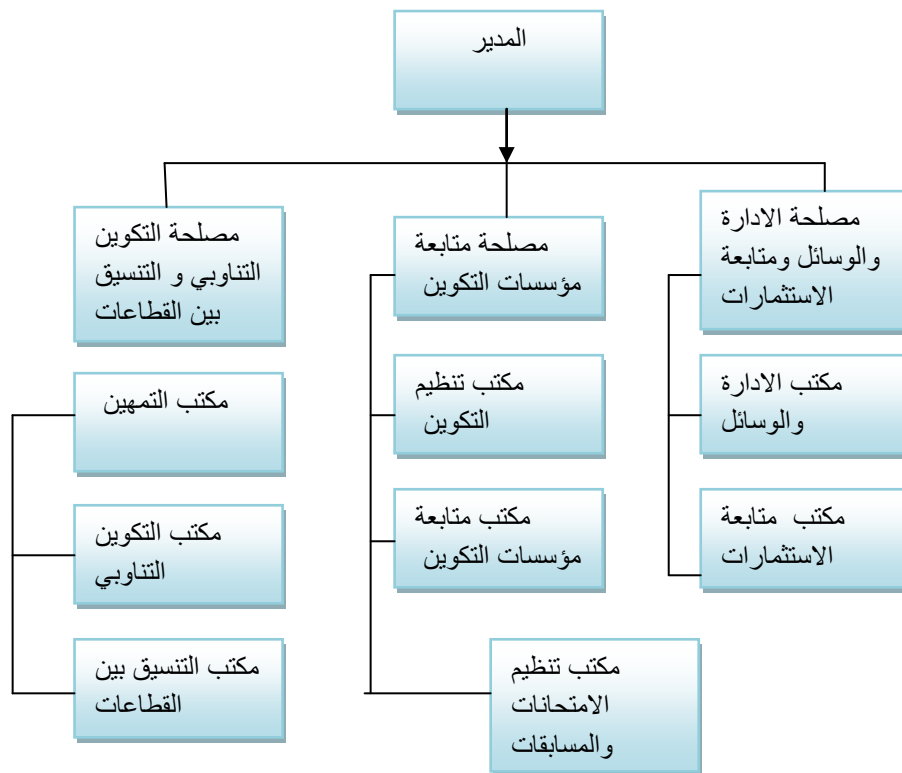 المدير
مصلحة الادارة
والوسائل ومتابعة
الاستثمارات
مصلحة متابعة
مؤسسات التكوين
مصلحة التكوين
التناوبي و التنسيق
بين القطاعات
مكتب الادارة
والوسائل
مكتب تنظيم
التكوين
مكتب التمهين
مكتب متابعة
الاستثمارات
مكتب متابعة
مؤسسات التكوين
مكتب التكوين
التناوبي
مكتب تنظيم
الامتحانات
والمسابقات
مكتب التنسيق بين
القطاعات